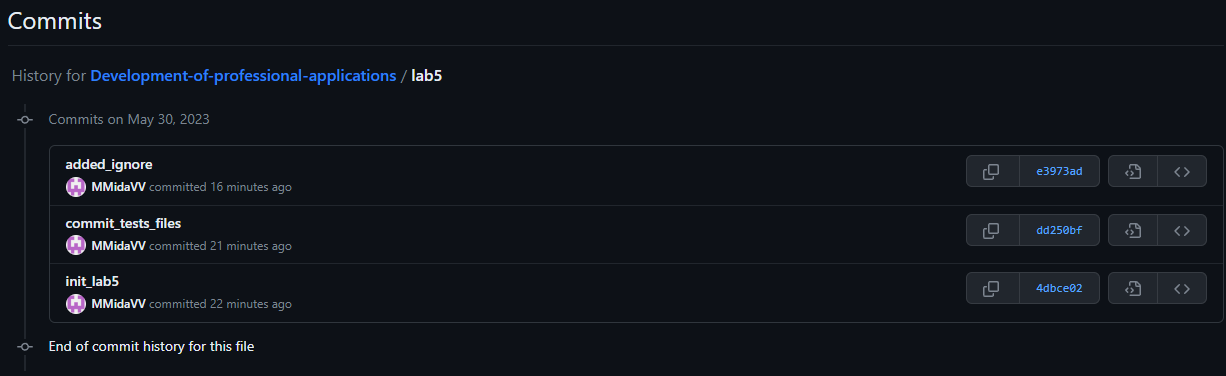 Commits
History for Development-of-professional-applications / lab5
Commits on May 30, 2023
added_ignore
MMidaVV committed 16 minutes ago
e3973ad
commit_tests_files
MMidaVV committed 21 minutes ago
dd250bf
init_lab5
MMidaVV committed 22 minutes ago
4dbce02
End of commit history for this file